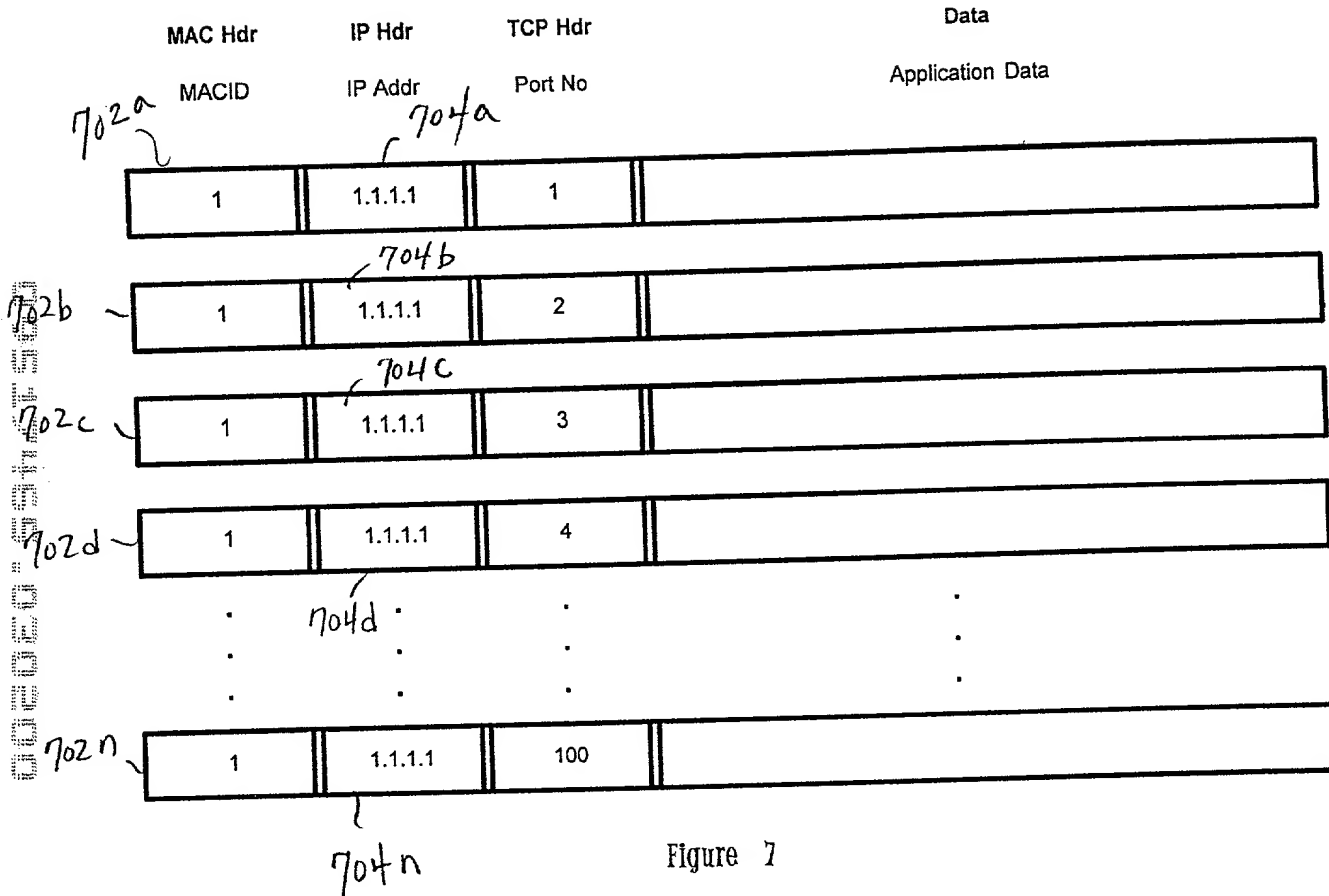 MAC Hdr IP Hdr TCP Hdr Data
MACID IP Addr Port No Application Data
702a 704a
1 1.1.1.1 1
704b
702b 1 1.1.1.1 2
704c
702c 1 1.1.1.1 3
702d 1 1.1.1.1 4
704d
702n 1 1.1.1.1 100
704n
Figure 7